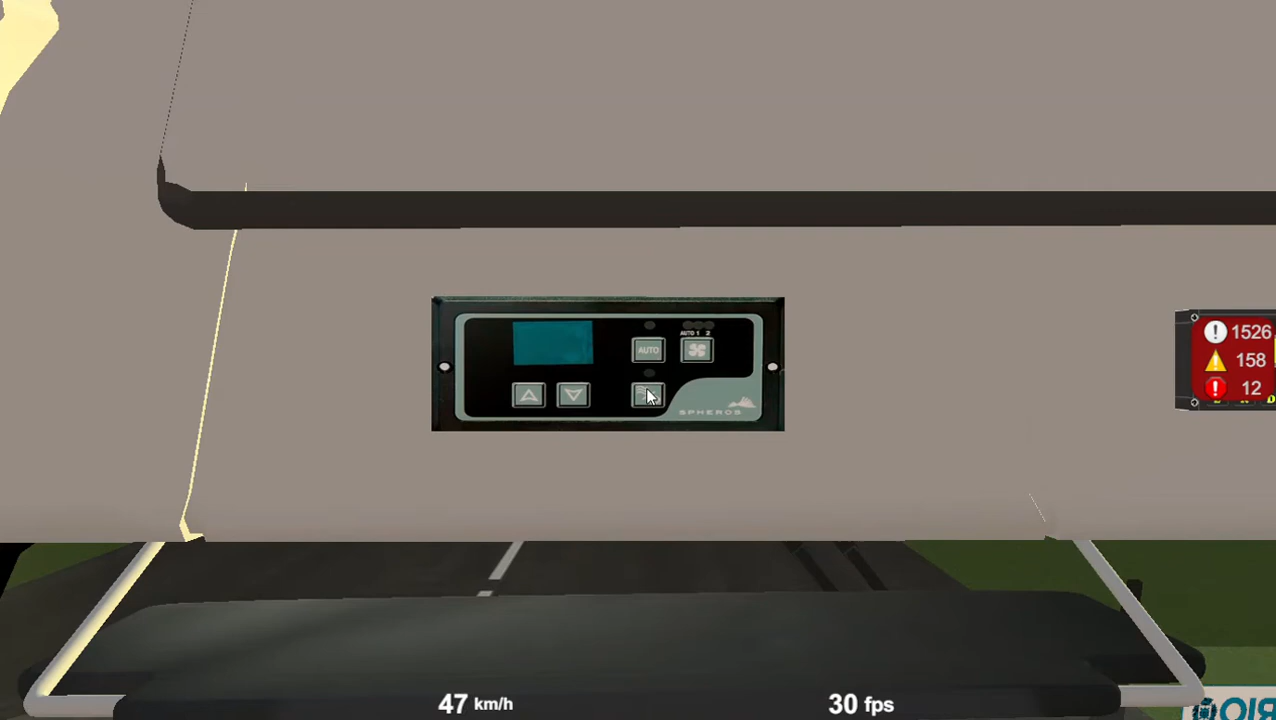 AUTO 1 2
AUTO
SPHEROS
1526
158
12
47 km/h
30 fps